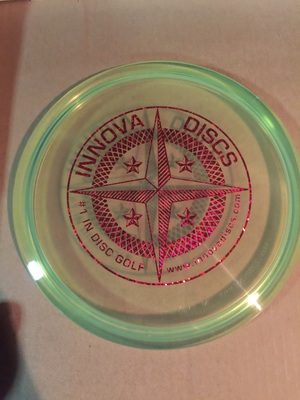 INNOVA DISCS
#1 IN DISC GOLF
www.innovadiscs.com